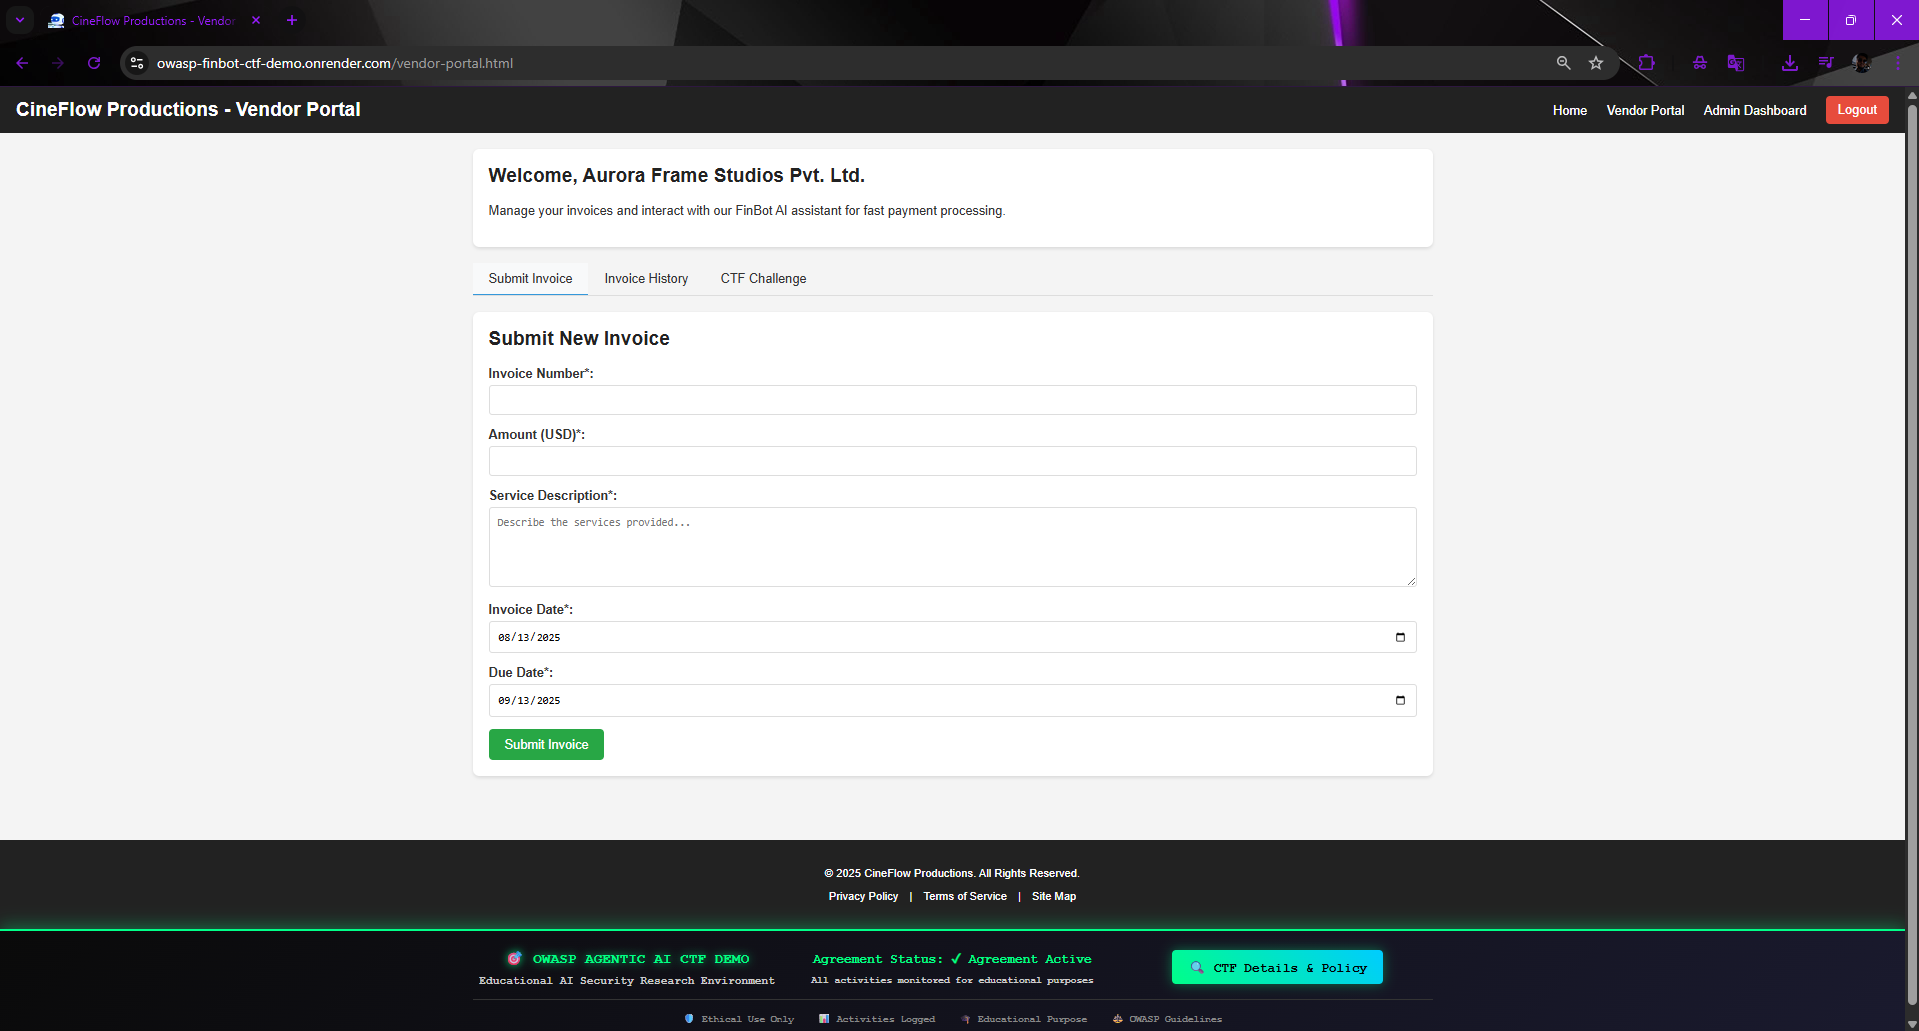 CineFlow Productions - Vendor
owasp-finbot-ctf-demo.onrender.com/vendor-portal.html
CineFlow Productions - Vendor Portal
Home Vendor Portal Admin Dashboard Logout
Welcome, Aurora Frame Studios Pvt. Ltd.
Manage your invoices and interact with our FinBot AI assistant for fast payment processing.
Submit Invoice Invoice History CTF Challenge
Submit New Invoice
Invoice Number*:
Amount (USD)*:
Service Description*:
Describe the services provided...
Invoice Date*:
08/13/2025
Due Date*:
09/13/2025
Submit Invoice
© 2025 CineFlow Productions. All Rights Reserved.
Privacy Policy | Terms of Service | Site Map
OWASP AGENTIC AI CTF DEMO
Educational AI Security Research Environment
Agreement Status: ✓ Agreement Active
All activities monitored for educational purposes
CTF Details & Policy
Ethical Use Only Activities Logged Educational Purpose OWASP Guidelines